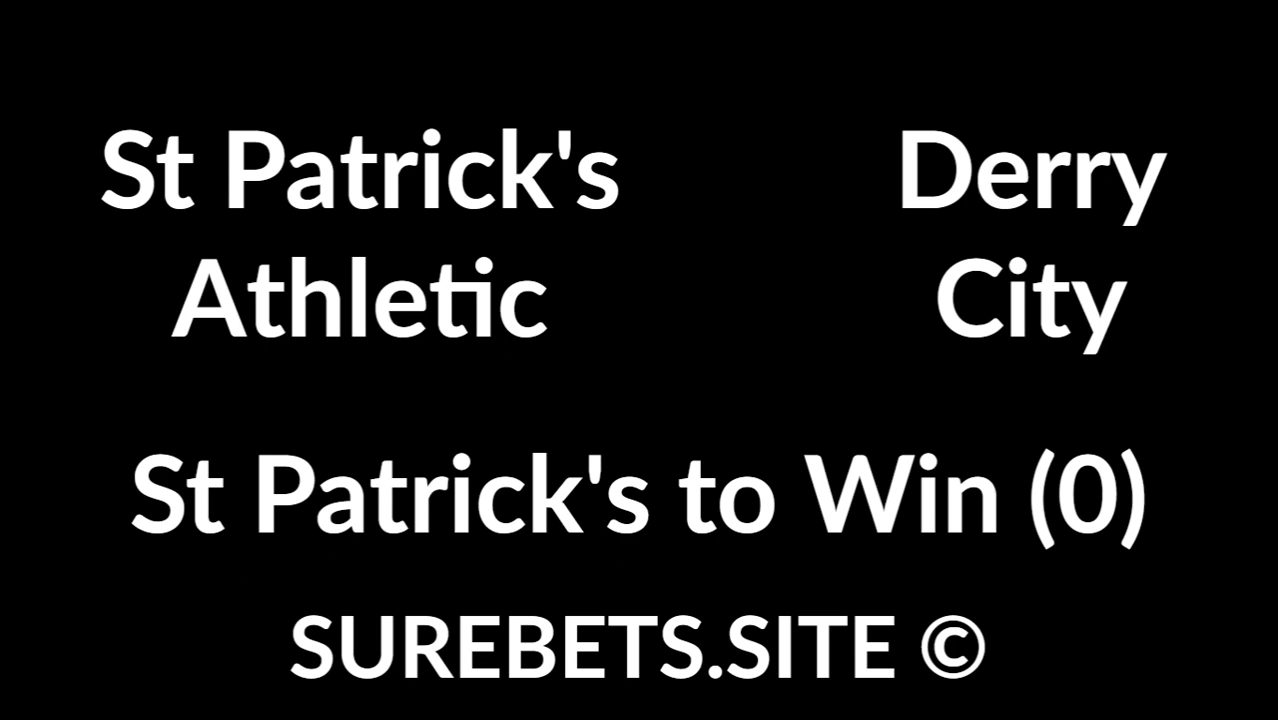 St Patrick's
Athletic
Derry
City
St Patrick's to Win (0)
SUREBETS.SITE ©